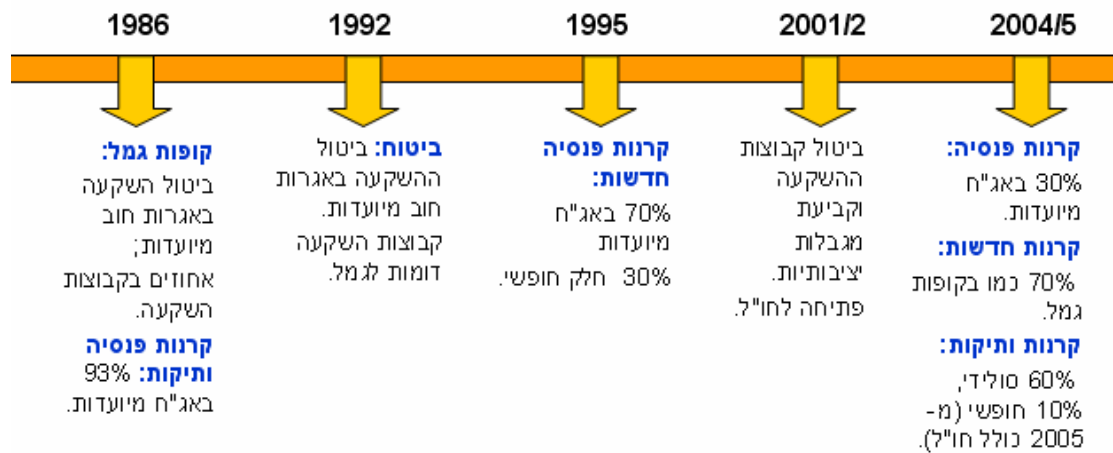 1986
1992
1995
2001/2
2004/5
קופות גמל:
ביטול השקעה
באגרות חוב
מיועדות;
אחוזים בקבוצות
השקעה.
קרנות פנסיה
ותיקות: 93%
באג"ח מיועדות.
ביטוח: ביטול
ההשקעה באגרות
חוב מיועדות.
קבוצות השקעה
דומות לגמל.
קרנות פנסיה
חדשות:
70% באג"ח
מיועדות
30% חלק חופשי.
ביטול קבוצות
ההשקעה
וקביעת
מגבלות
יציבותיות.
פתיחה לחו"ל.
קרנות פנסיה:
30% באג"ח
מיועדות.
קרנות חדשות:
70% כמו בקופות
גמל.
קרנות ותיקות:
60% סולידי,
10% חופשי (מ-
2005 כולל חו"ל).